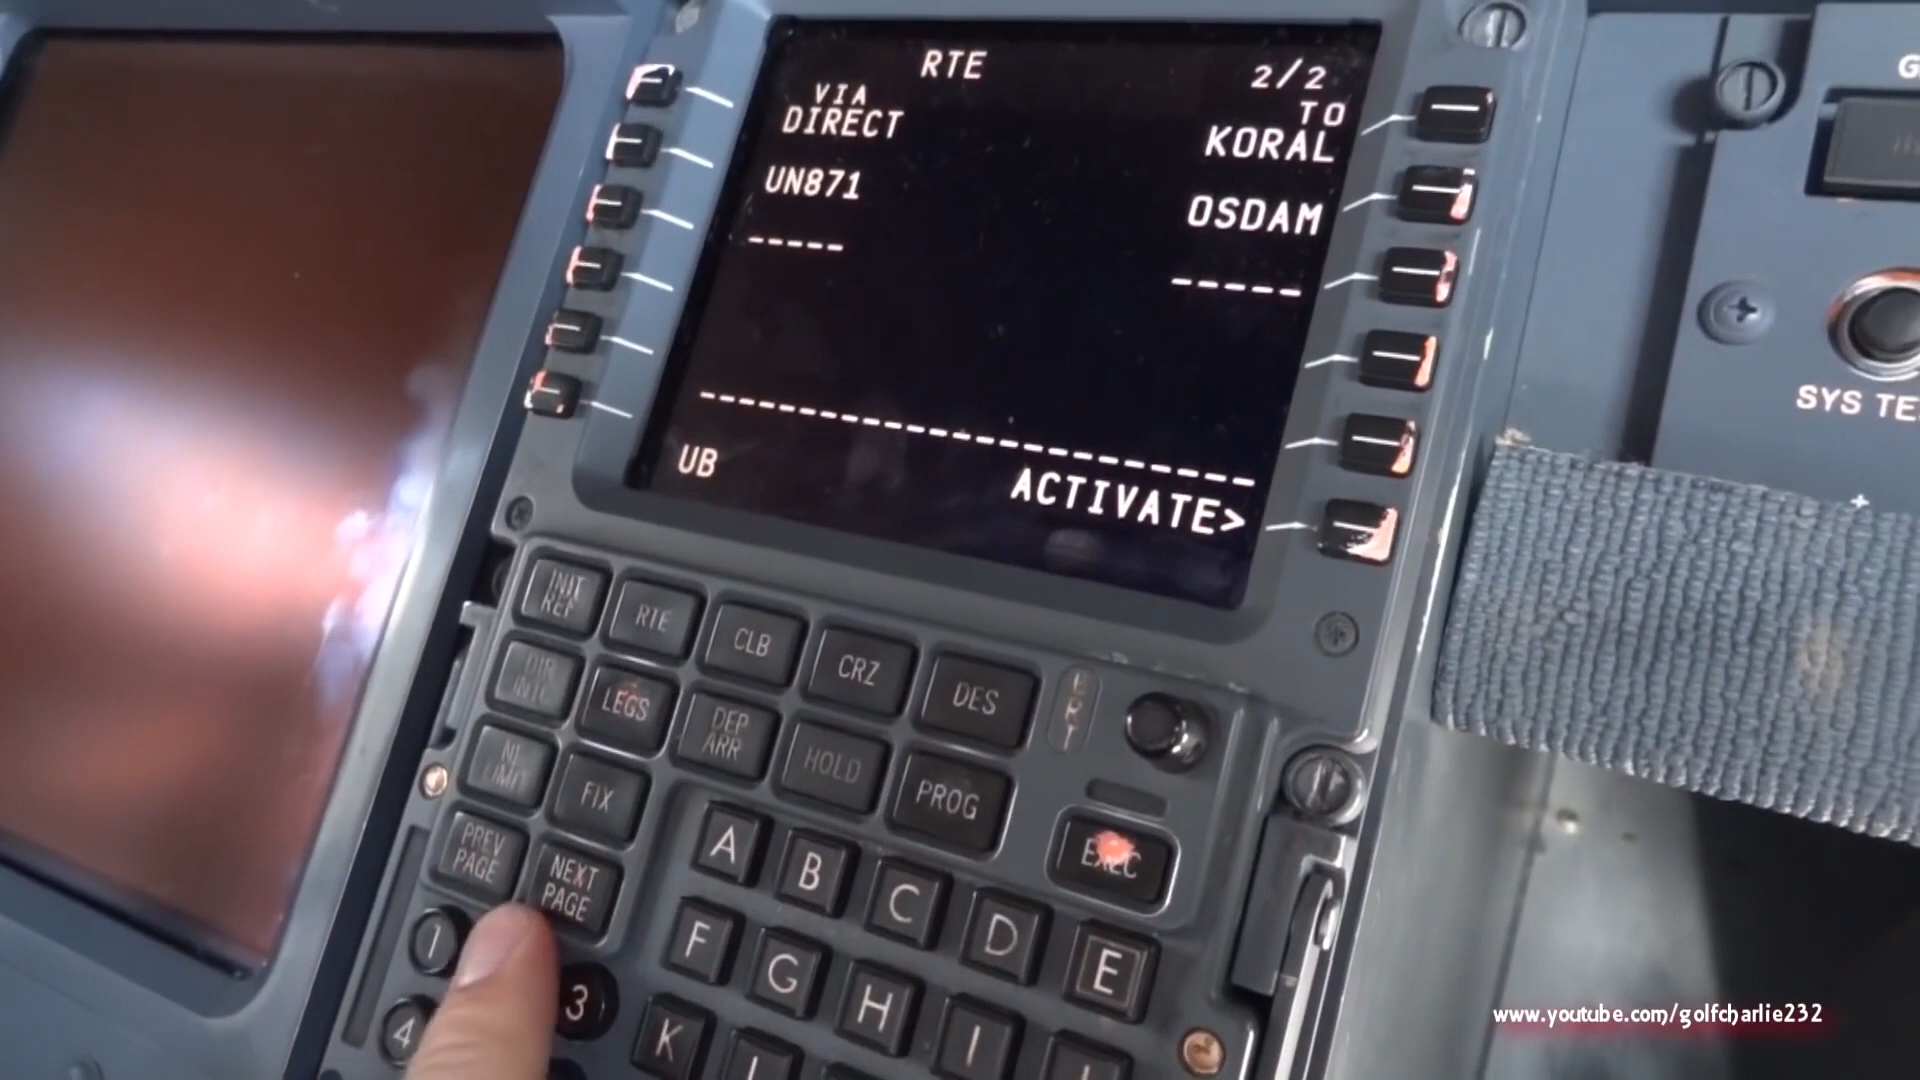 RTE 2/2
VIA TO
DIRECT KORAL
UN871 OSDAM
----- -----
------------------------
UB ACTIVATE>
INIT REF RTE CLB CRZ DES
DIR INTC LEGS DEP ARR HOLD PROG
N1 LIMIT FIX
PREV PAGE NEXT PAGE
EXEC
A B C D E
1 F G H I
3
4 K
SYS TE
G
www.youtube.com/golfcharlie232